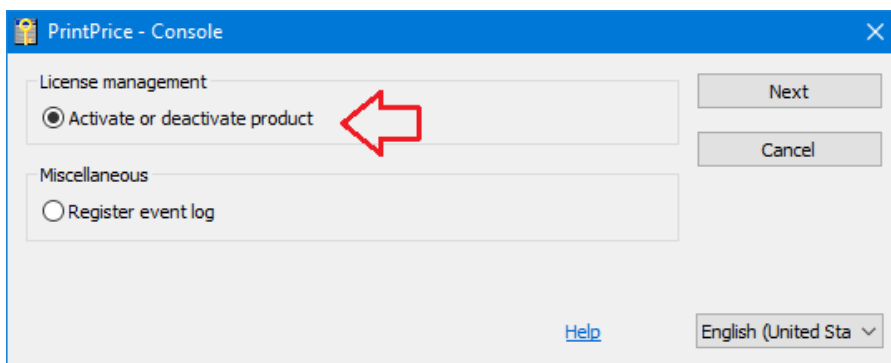 PrintPrice - Console
License management
Activate or deactivate product
Next
Cancel
Miscellaneous
Register event log
Help
English (United Sta